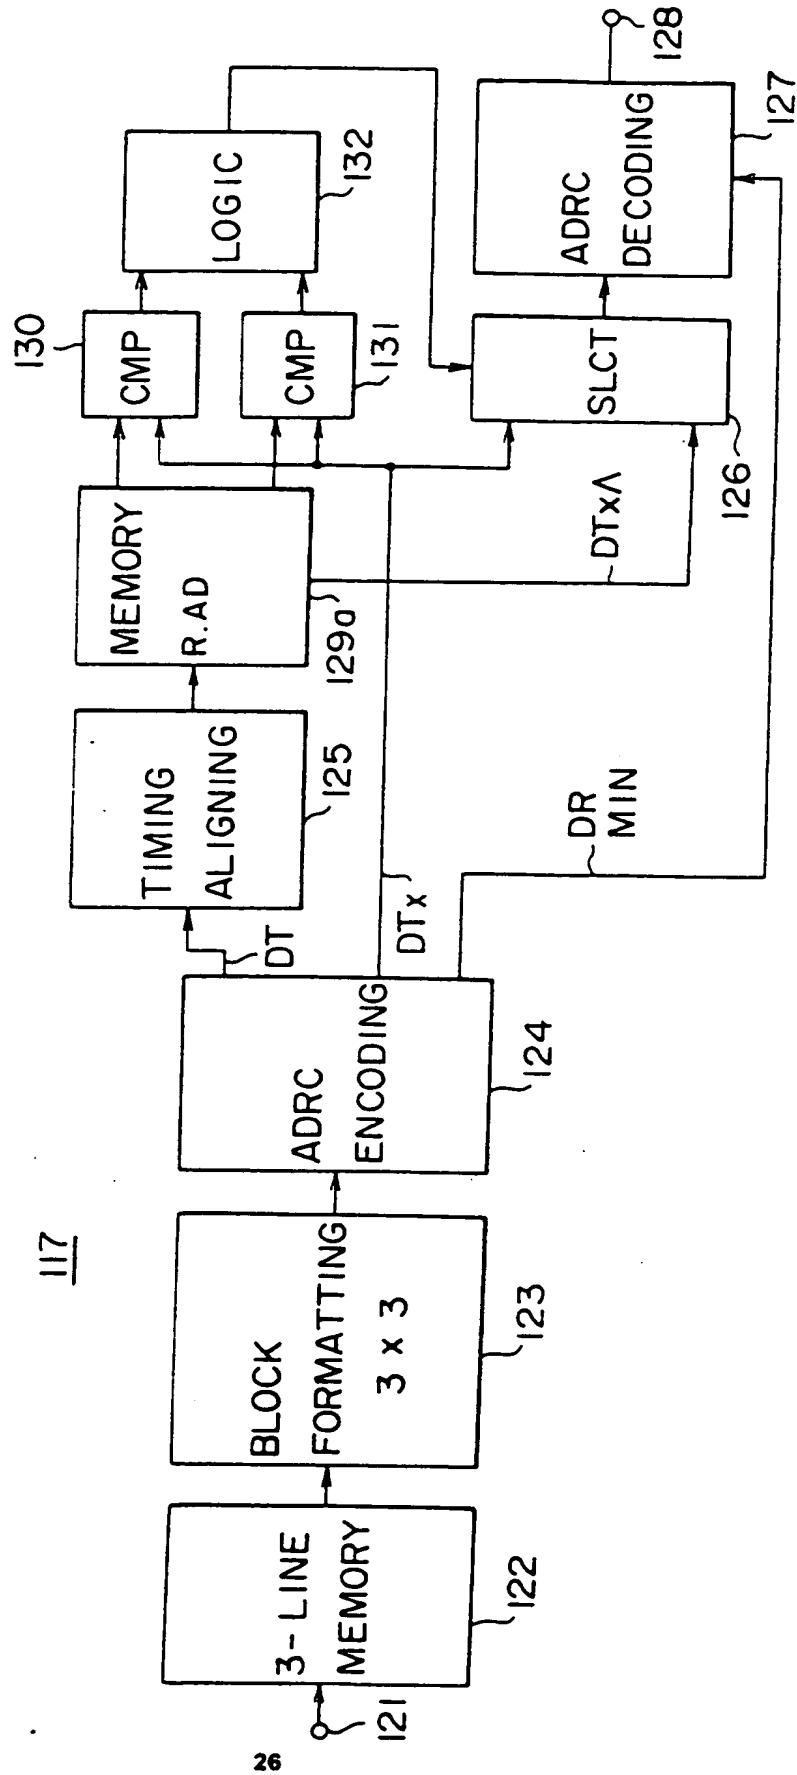 117
121
3-LINE
MEMORY
122
BLOCK
FORMATTING
3 x 3
123
ADRC
ENCODING
124
DT
DTx
DR
MIN
TIMING
ALIGNING
125
MEMORY
R.AD
129a
DTxΛ
130
CMP
CMP
131
LOGIC
132
SLCT
126
ADRC
DECODING
127
128
26